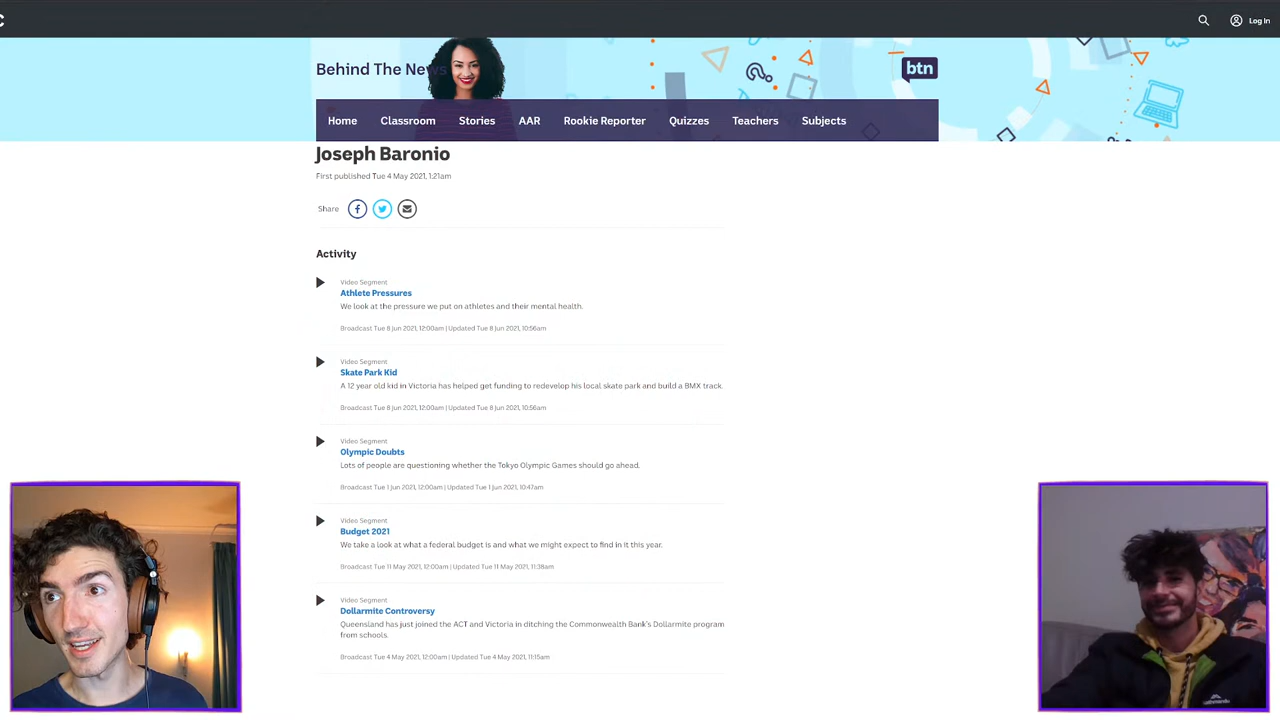 Log In
Behind The News
btn
Home Classroom Stories AAR Rookie Reporter Quizzes Teachers Subjects
Joseph Baronio
First published Tue 4 May 2021, 1:21am
Share
Activity
Video Segment
Athlete Pressures
We look at the pressure we put on athletes and their mental health.
Broadcast Tue 8 Jun 2021, 12:00am | Updated Tue 8 Jun 2021, 10:56am
Video Segment
Skate Park Kid
A 12 year old kid in Victoria has helped get funding to redevelop his local skate park and build a BMX track.
Broadcast Tue 8 Jun 2021, 12:00am | Updated Tue 8 Jun 2021, 10:56am
Video Segment
Olympic Doubts
Lots of people are questioning whether the Tokyo Olympic Games should go ahead.
Broadcast Tue 1 Jun 2021, 12:00am | Updated Tue 1 Jun 2021, 10:47am
Video Segment
Budget 2021
We take a look at what a federal budget is and what we might expect to find in it this year.
Broadcast Tue 11 May 2021, 12:00am | Updated Tue 11 May 2021, 11:38am
Video Segment
Dollarmite Controversy
Queensland has just joined the ACT and Victoria in ditching the Commonwealth Bank's Dollarmite program
from schools.
Broadcast Tue 4 May 2021, 12:00am | Updated Tue 4 May 2021, 11:15am
kathmandu